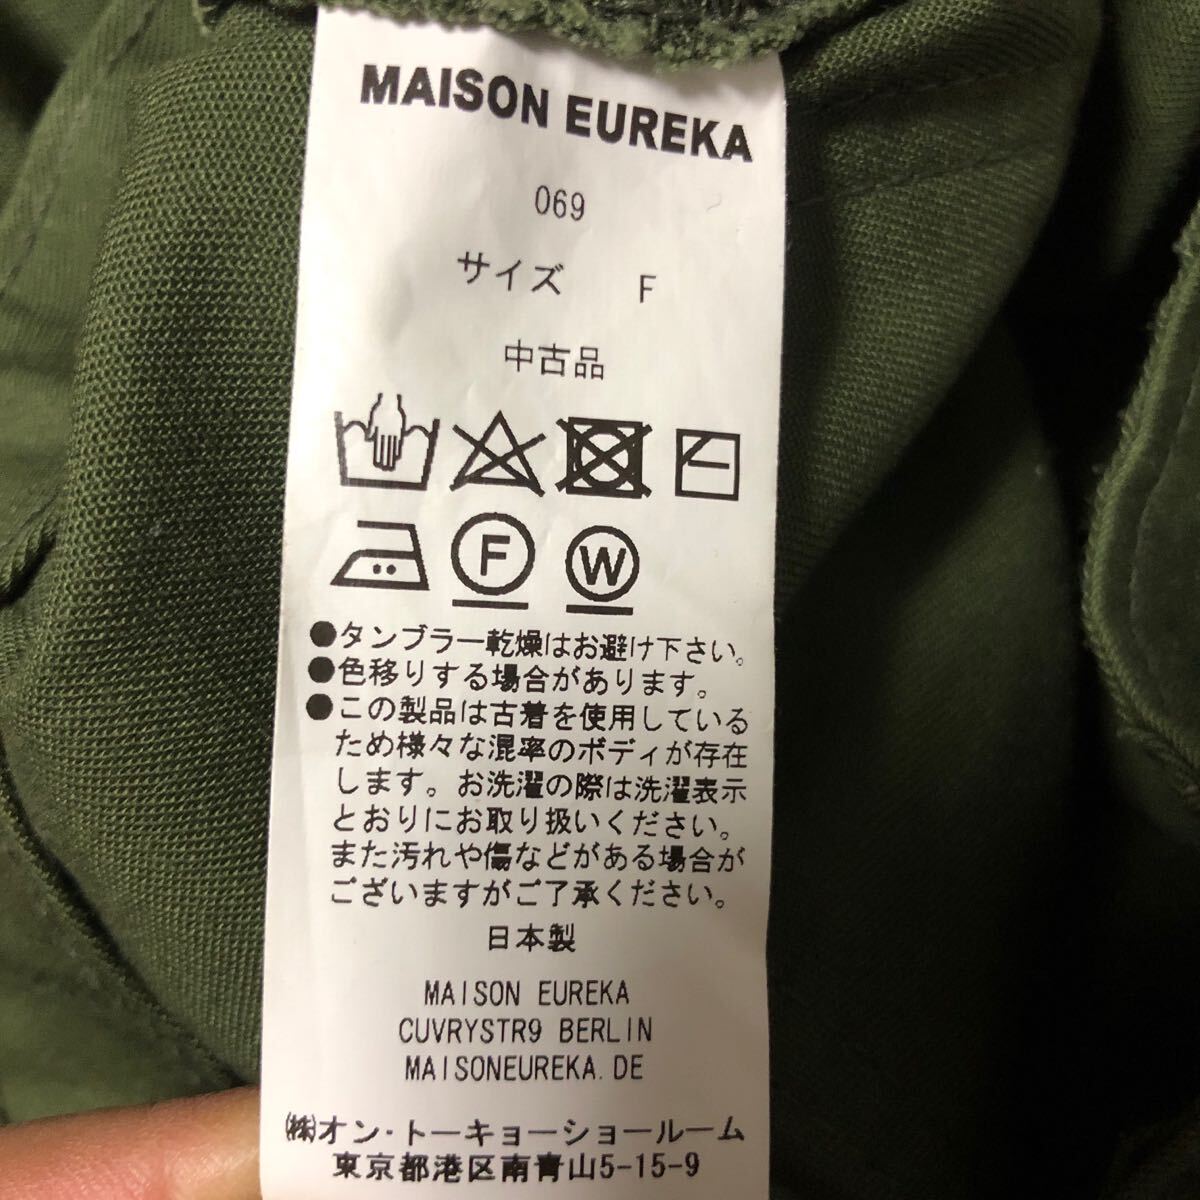 MAISON EUREKA
069
サイズ F
中古品
F W
●タンブラー乾燥はお避け下さい。
●色移りする場合があります。
●この製品は古着を使用している
ため様々な混率のボディが存在
します。お洗濯の際は洗濯表示
とおりにお取り扱いください。
また汚れや傷などがある場合が
ございますがご了承ください。
日本製
MAISON EUREKA
CUVRYSTR9 BERLIN
MAISONEUREKA.DE
㈱オン・トーキョーショールーム
東京都港区南青山5-15-9